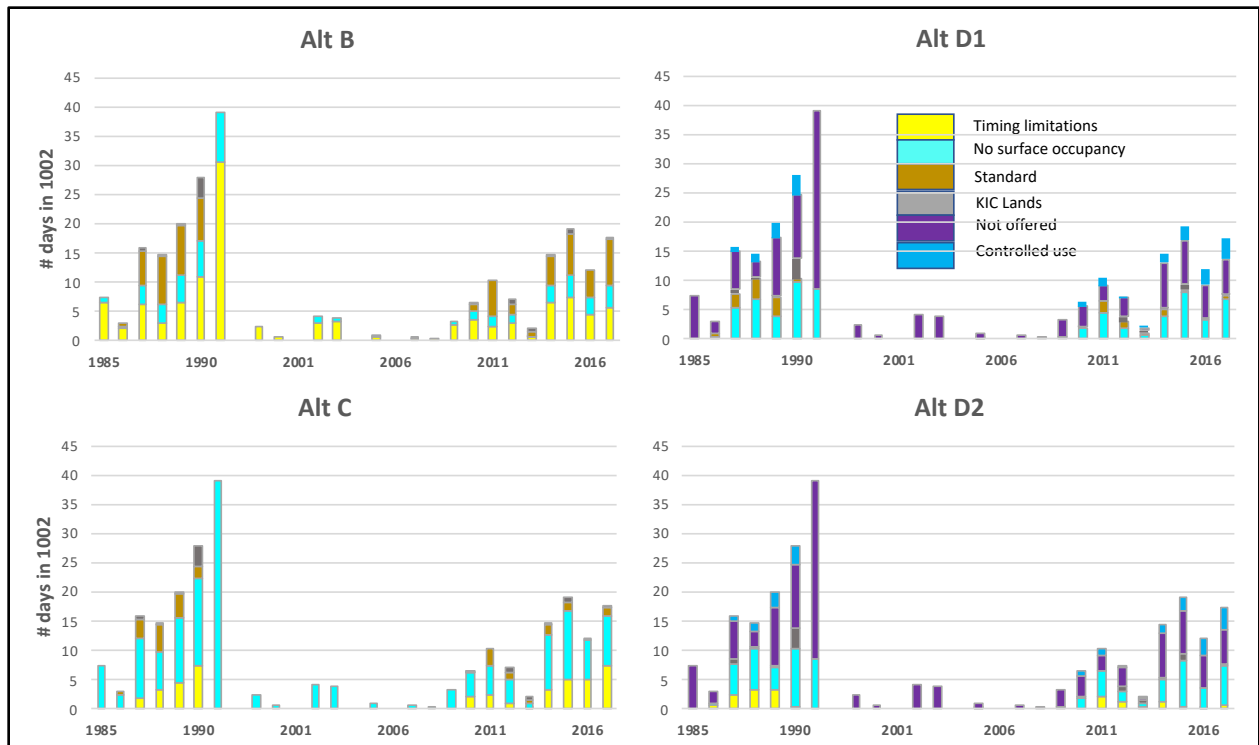 Alt B
45
40
35
30
25
20
15
10
5
0
# days in 1002
1985 1990 2001 2006 2011 2016
Alt D1
45
40
35
30
25
20
15
10
5
0
1985 1990 2001 2006 2011 2016
Timing limitations
No surface occupancy
Standard
KIC Lands
Not offered
Controlled use
Alt C
45
40
35
30
25
20
15
10
5
0
# days in 1002
1985 1990 2001 2006 2011 2016
Alt D2
45
40
35
30
25
20
15
10
5
0
1985 1990 2001 2006 2011 2016